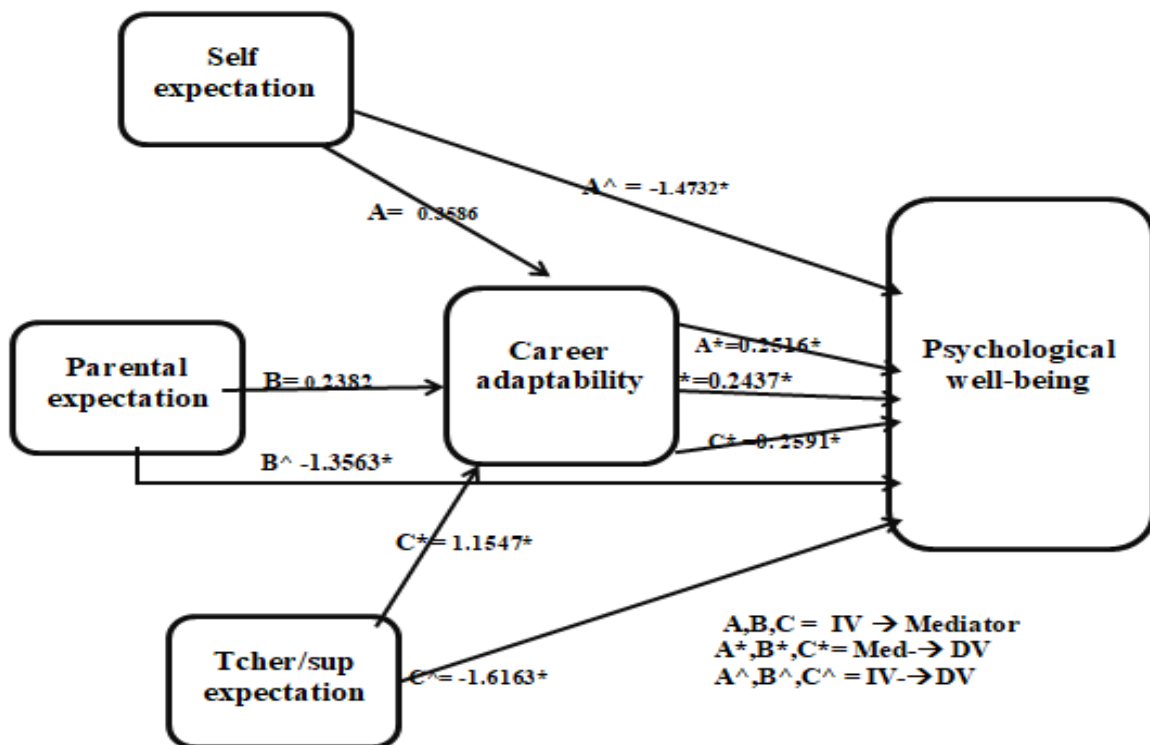 Self
expectation
A^ = -1.4732*
A= 0.3586
Parental
expectation
B= 0.2382
Career
adaptability
A*=0.2516*
*=0.2437*
C*=0.2591*
Psychological
well-being
B^ -1.3563*
C*= 1.1547*
Tcher/sup
expectation
C^= -1.6163*
A,B,C = IV → Mediator
A*,B*,C*= Med-→ DV
A^,B^,C^ = IV-→DV